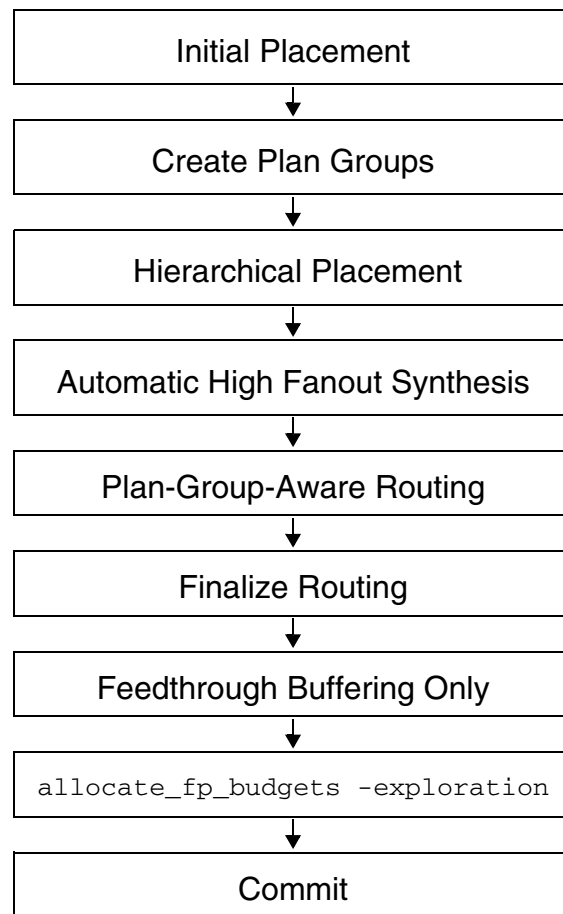 Initial Placement
Create Plan Groups
Hierarchical Placement
Automatic High Fanout Synthesis
Plan-Group-Aware Routing
Finalize Routing
Feedthrough Buffering Only
allocate_fp_budgets -exploration
Commit